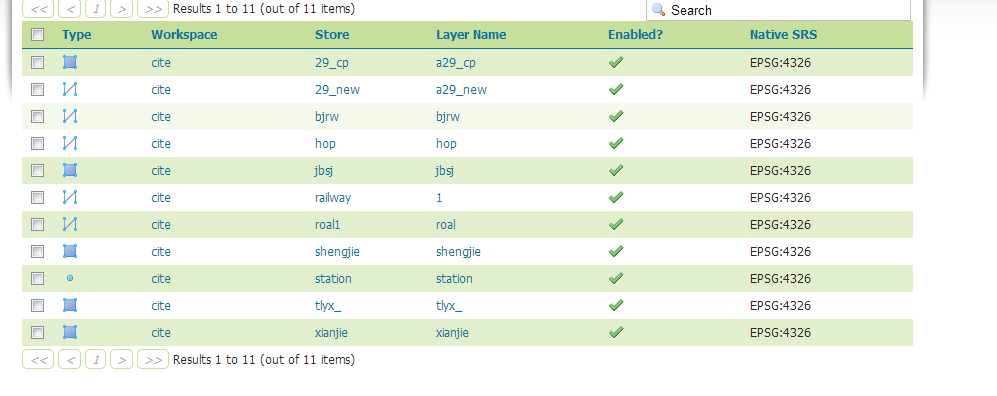 << < 1 > >> Results 1 to 11 (out of 11 items) Search
Type Workspace Store Layer Name Enabled? Native SRS
cite 29_cp a29_cp EPSG:4326
cite 29_new a29_new EPSG:4326
cite bjrw bjrw EPSG:4326
cite hop hop EPSG:4326
cite jbsj jbsj EPSG:4326
cite railway 1 EPSG:4326
cite roal1 roal EPSG:4326
cite shengjie shengjie EPSG:4326
cite station station EPSG:4326
cite tlyx_ tlyx_ EPSG:4326
cite xianjie xianjie EPSG:4326
<< < 1 > >> Results 1 to 11 (out of 11 items)